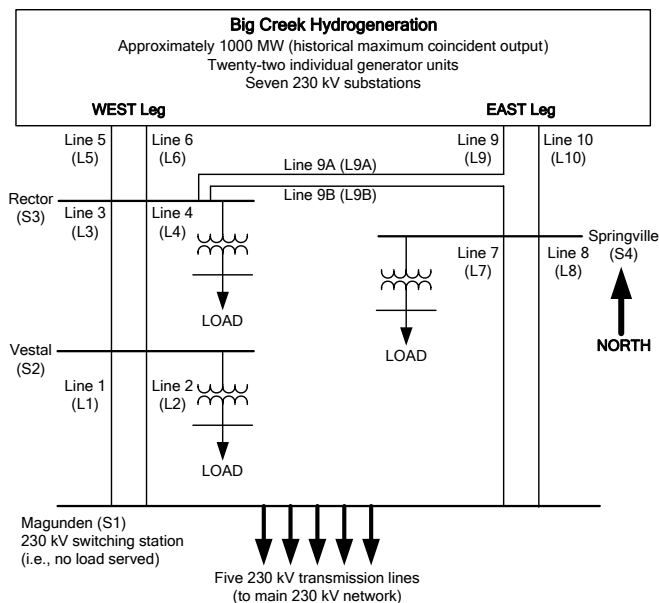 Big Creek Hydrogeneration
Approximately 1000 MW (historical maximum coincident output)
Twenty-two individual generator units
Seven 230 kV substations
WEST Leg
EAST Leg
Line 5
(L5)
Line 6
(L6)
Line 9
(L9)
Line 10
(L10)
Line 9A (L9A)
Line 9B (L9B)
Rector
(S3)
Line 3
(L3)
Line 4
(L4)
LOAD
Line 7
(L7)
Line 8
(L8)
Springville
(S4)
LOAD
NORTH
Vestal
(S2)
Line 1
(L1)
Line 2
(L2)
LOAD
Magunden (S1)
230 kV switching station
(i.e., no load served)
Five 230 kV transmission lines
(to main 230 kV network)